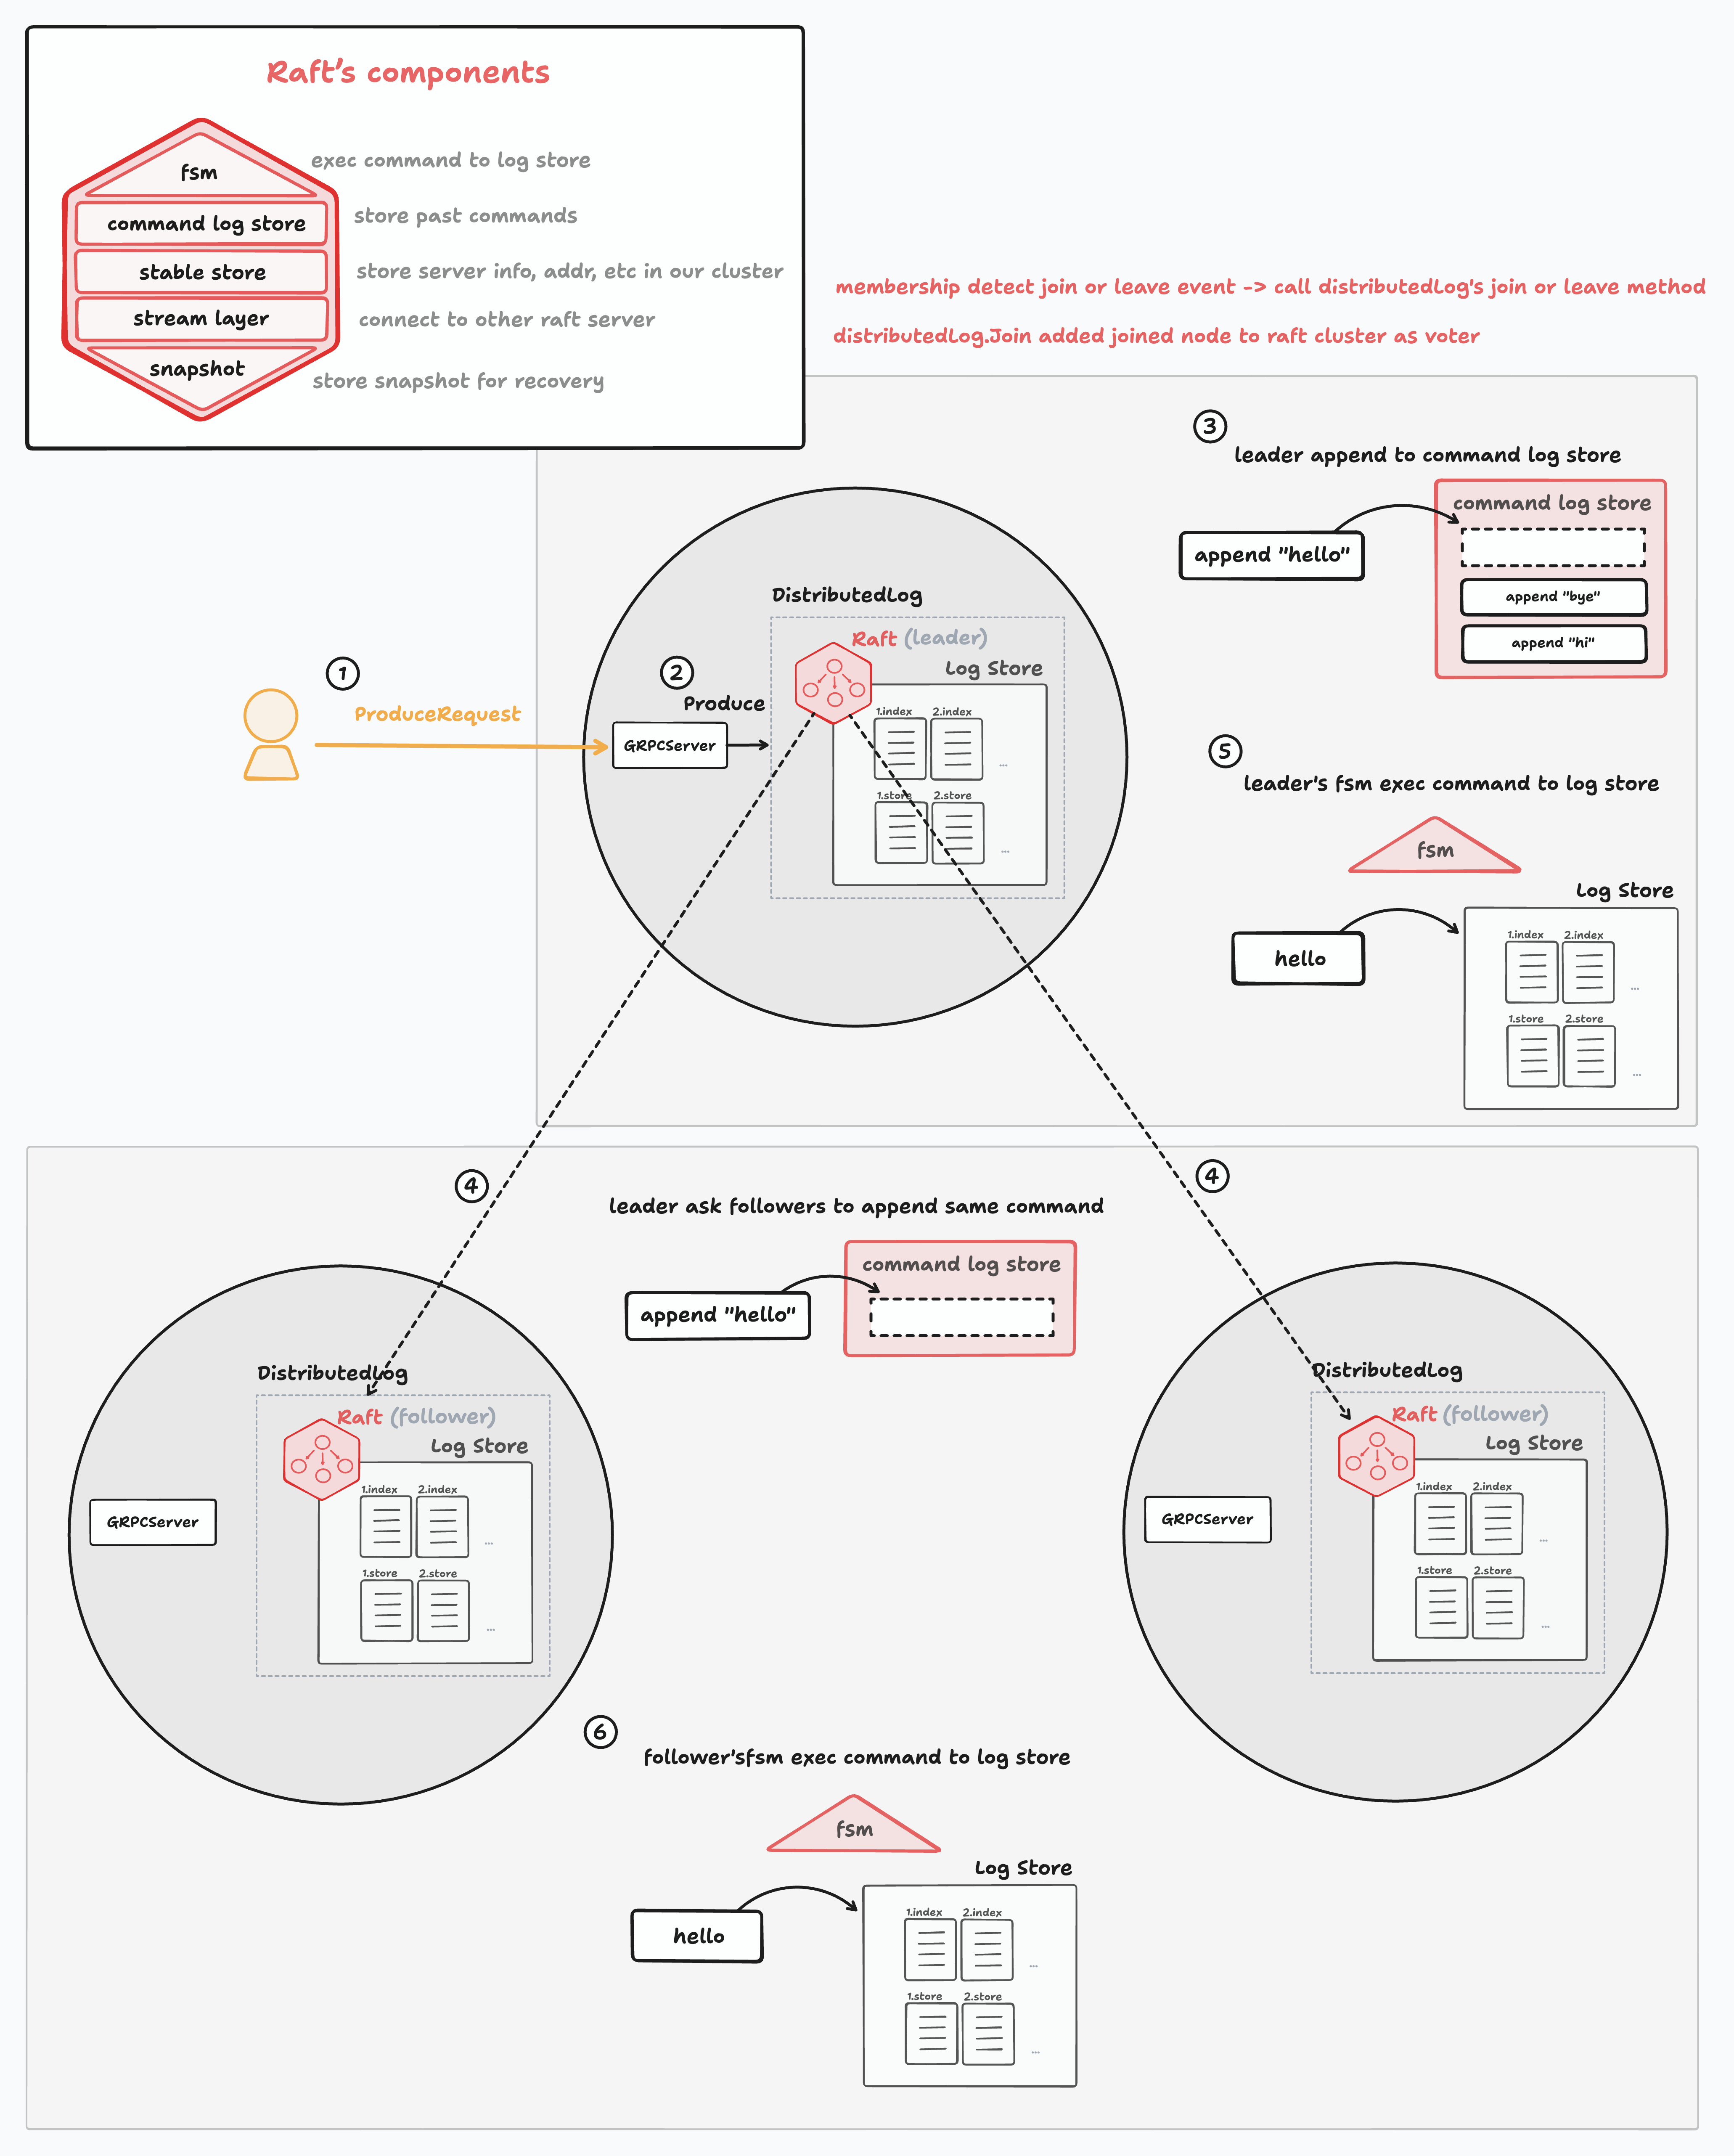 Raft's components
fsm
exec command to log store
command log store
store past commands
stable store
store server info, addr, etc in our cluster
stream layer
connect to other raft server
snapshot
store snapshot for recovery
membership detect join or leave event -> call distributedLog's join or leave method
distributedLog.Join added joined node to raft cluster as voter
1
ProduceRequest
2
Produce
GRPCServer
DistributedLog
Raft (leader)
Log Store
1.index 2.index
...
1.store 2.store
...
3
leader append to command log store
append "hello"
command log store
append "bye"
append "hi"
5
leader's fsm exec command to log store
fsm
Log Store
hello
1.index 2.index
...
1.store 2.store
...
4
4
leader ask followers to append same command
append "hello"
command log store
DistributedLog
Raft (follower)
Log Store
GRPCServer
1.index 2.index
...
1.store 2.store
...
DistributedLog
Raft (follower)
Log Store
GRPCServer
1.index 2.index
...
1.store 2.store
...
6
follower'sfsm exec command to log store
fsm
Log Store
hello
1.index 2.index
...
1.store 2.store
...